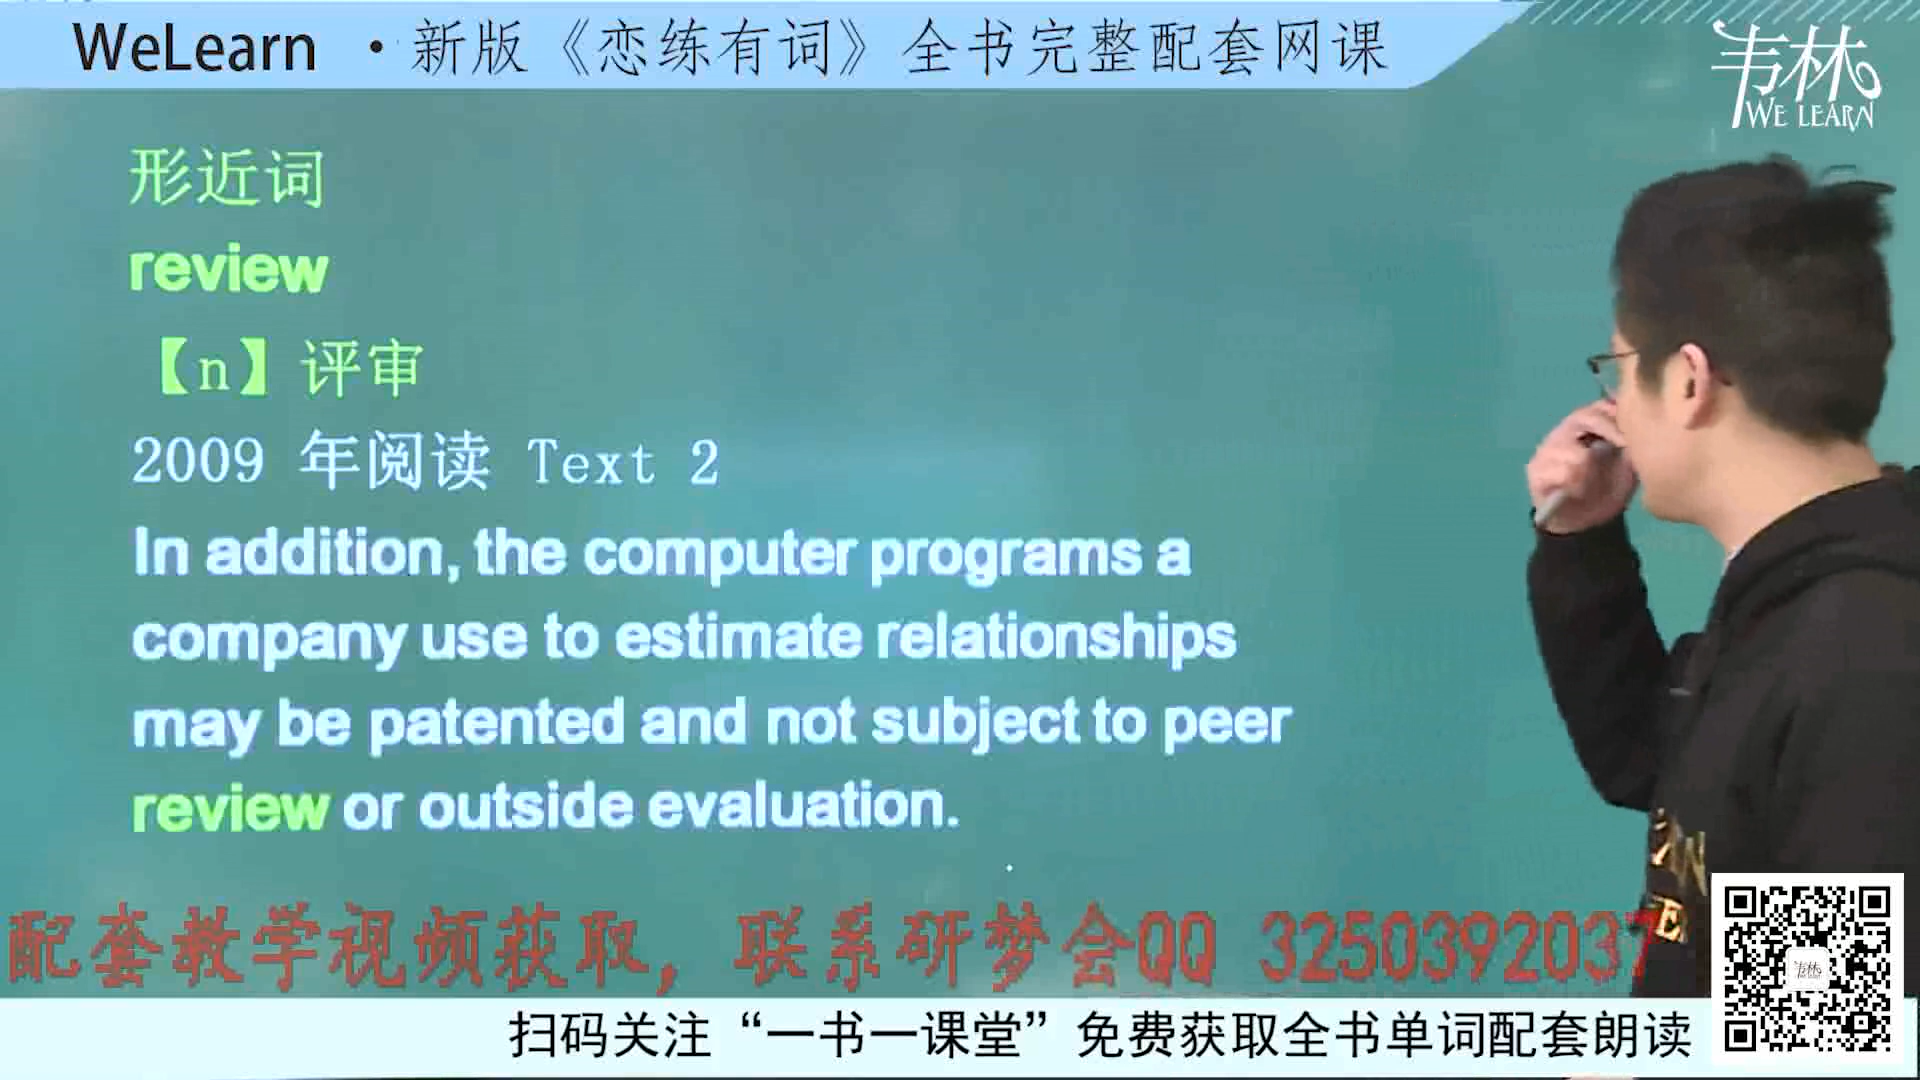 WeLearn ·新版《恋练有词》全书完整配套网课
韦林
WE LEARN
形近词
review
【n】评审
2009 年阅读 Text 2
In addition, the computer programs a
company use to estimate relationships
may be patented and not subject to peer
review or outside evaluation.
配套教学视频获取，联系研梦会QQ 3250392037
扫码关注“一书一课堂”免费获取全书单词配套朗读
韦林